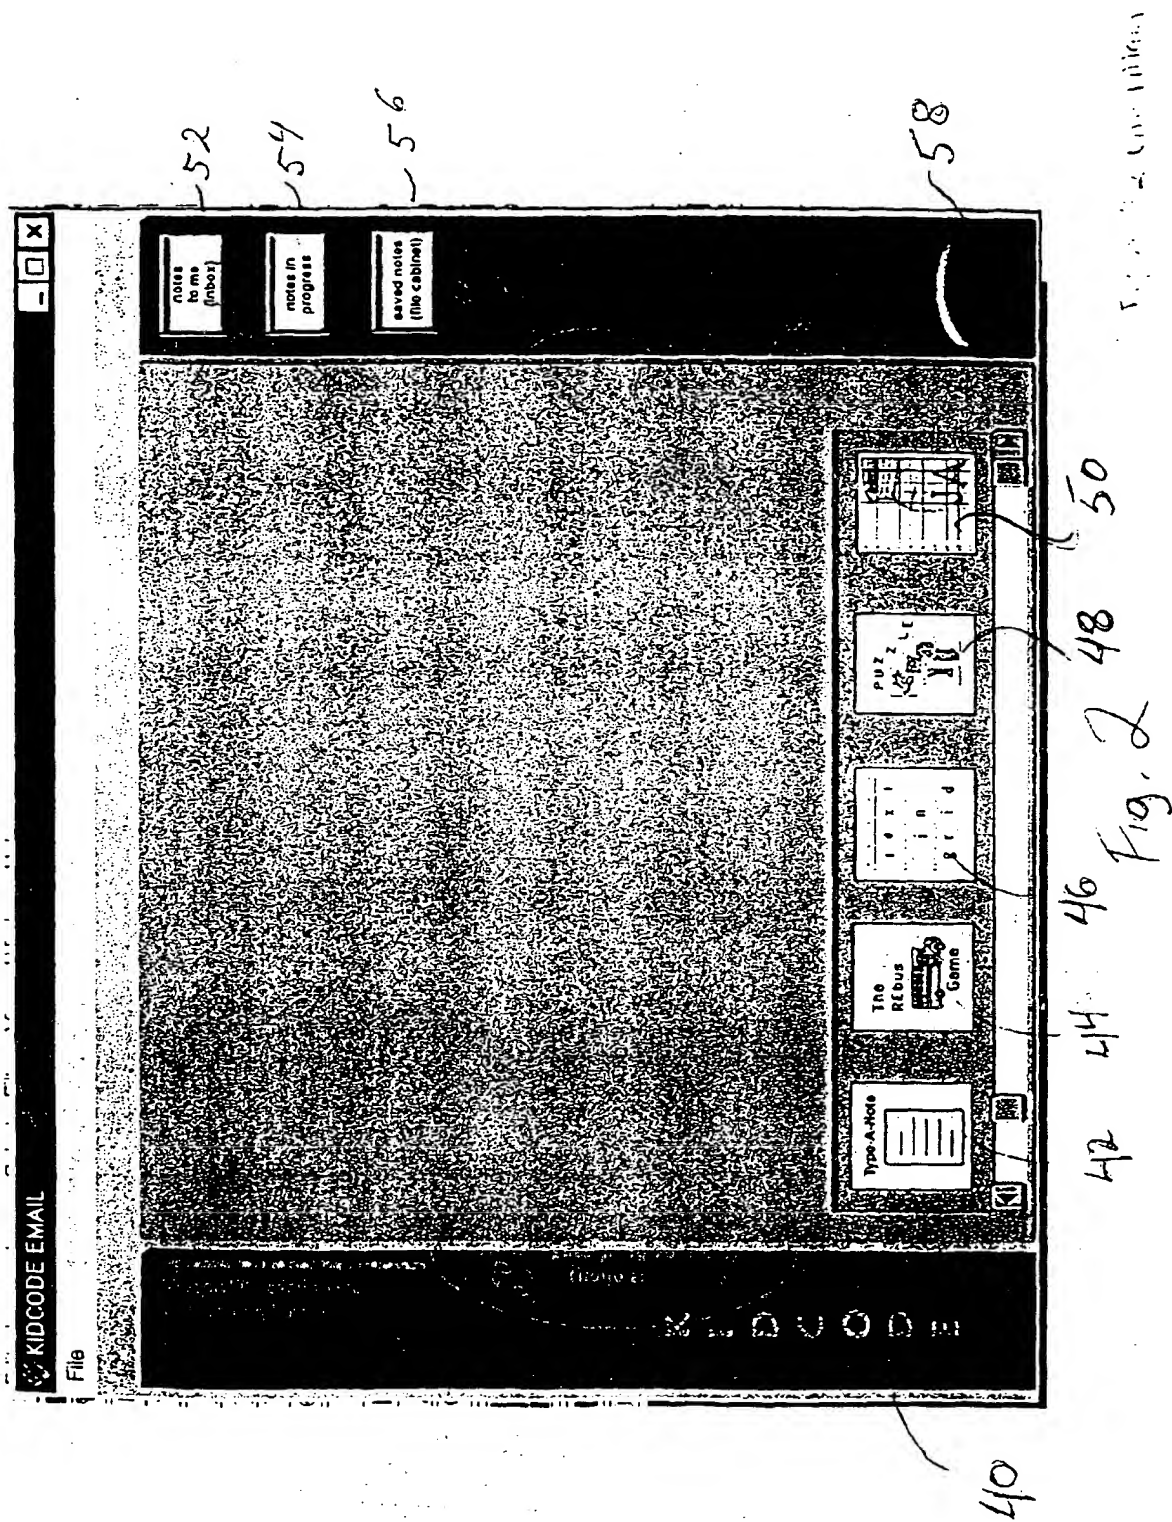 KIDCODE EMAIL
File
notes
to me
(inbox)
52
notes in
progress
54
saved notes
(file cabinet)
56
KIDCODE
Type-A-Note
The
REbus
Game
text
in
grid
PUZZLE
58
40
42 44 46 48 50
Fig. 2